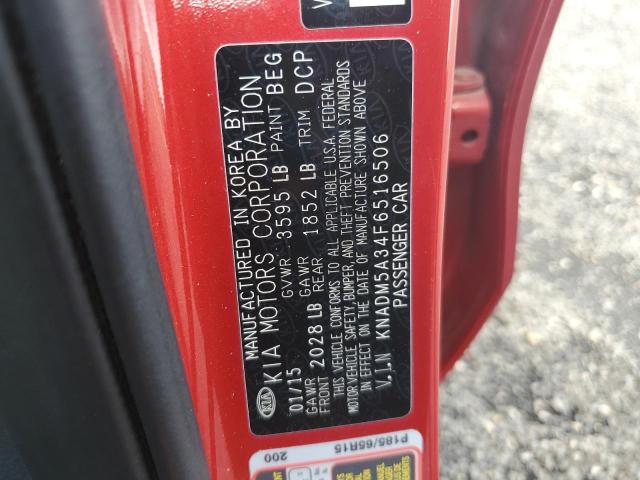 MANUFACTURED IN KOREA BY
KIA KIA MOTORS CORPORATION
01/15 GVWR 3595 LB PAINT BEG
GAWR FRONT 2028 LB GAWR REAR 1852 LB TRIM DCP
THIS VEHICLE CONFORMS TO ALL APPLICABLE U.S.A. FEDERAL
MOTOR VEHICLE SAFETY, BUMPER, AND THEFT PREVENTION STANDARDS
IN EFFECT ON THE DATE OF MANUFACTURE SHOWN ABOVE
V.I.N KNADM5A34F6516506
PASSENGER CAR
P185/65R15
200
V